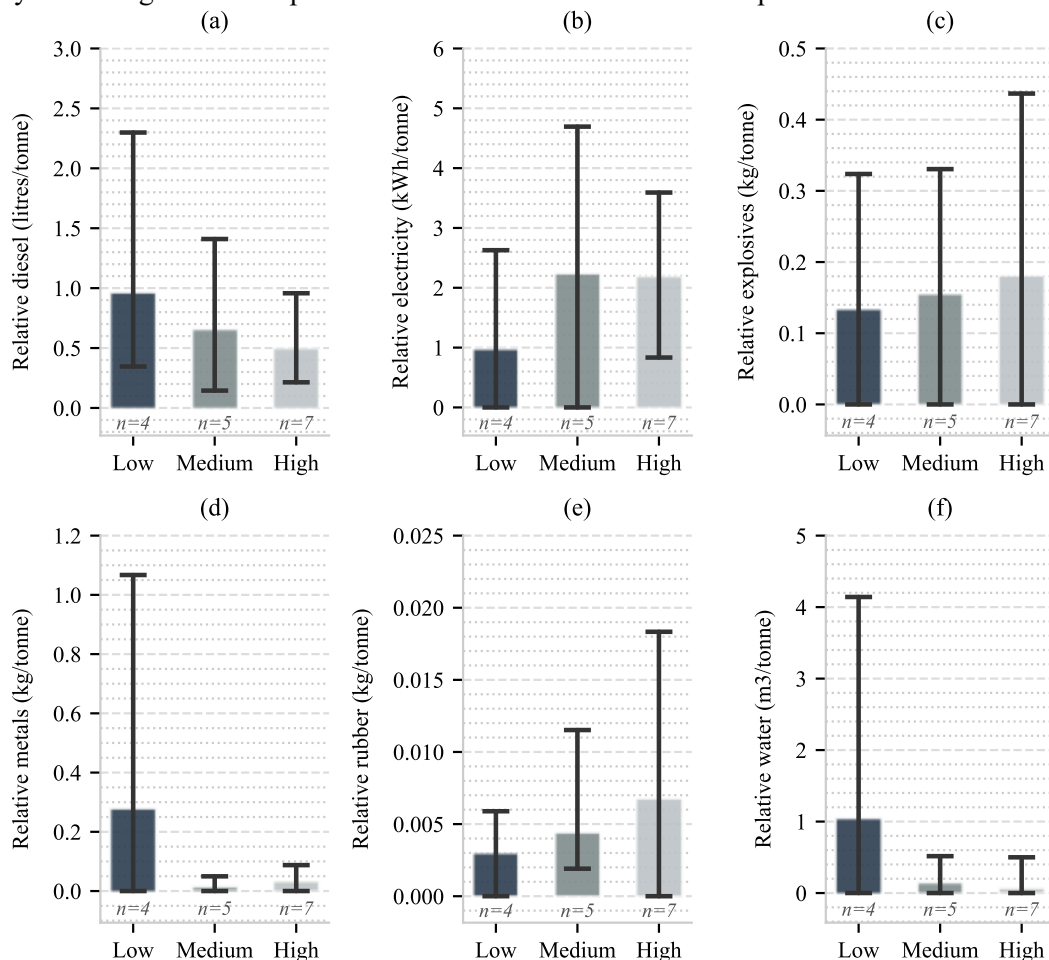 (a)
3.0
2.5
2.0
1.5
1.0
0.5
0.0
Relative diesel (litres/tonne)
n=4 n=5 n=7
Low Medium High
(b)
6
5
4
3
2
1
0
Relative electricity (kWh/tonne)
n=4 n=5 n=7
Low Medium High
(c)
0.5
0.4
0.3
0.2
0.1
0.0
Relative explosives (kg/tonne)
n=4 n=5 n=7
Low Medium High
(d)
1.2
1.0
0.8
0.6
0.4
0.2
0.0
Relative metals (kg/tonne)
n=4 n=5 n=7
Low Medium High
(e)
0.025
0.020
0.015
0.010
0.005
0.000
Relative rubber (kg/tonne)
n=4 n=5 n=7
Low Medium High
(f)
5
4
3
2
1
0
Relative water (m3/tonne)
n=4 n=5 n=7
Low Medium High